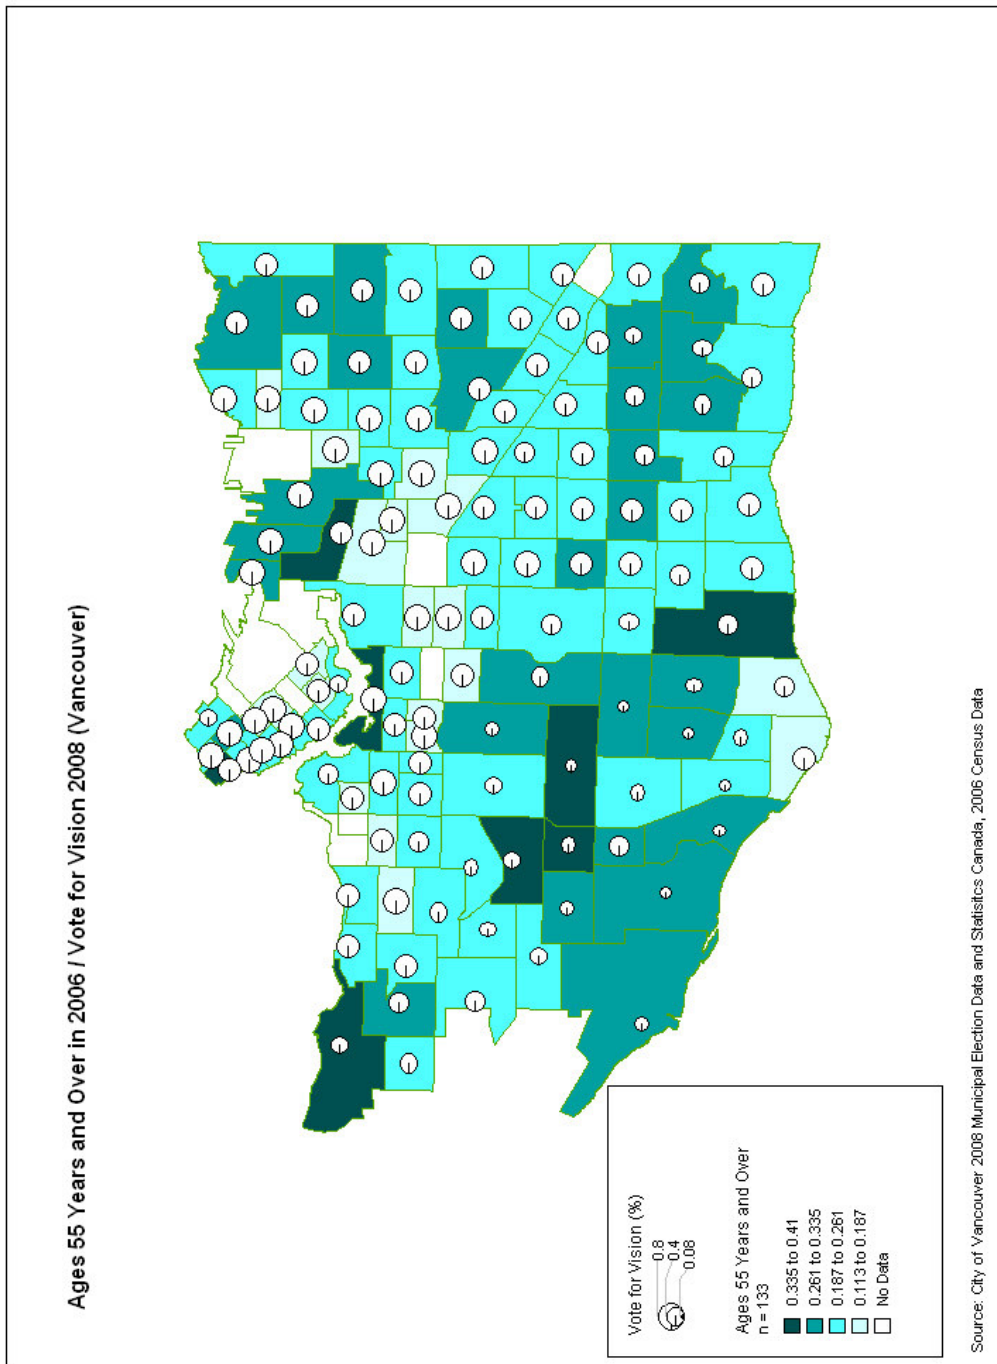 Ages 55 Years and Over in 2006 / Vote for Vision 2008 (Vancouver)
Vote for Vision (%)
0.8
0.4
0.08
Ages 55 Years and Over
n = 133
0.335 to 0.41
0.261 to 0.335
0.187 to 0.261
0.113 to 0.187
No Data
Source: City of Vancouver 2008 Municipal Election Data and Statisitcs Canada, 2006 Census Data